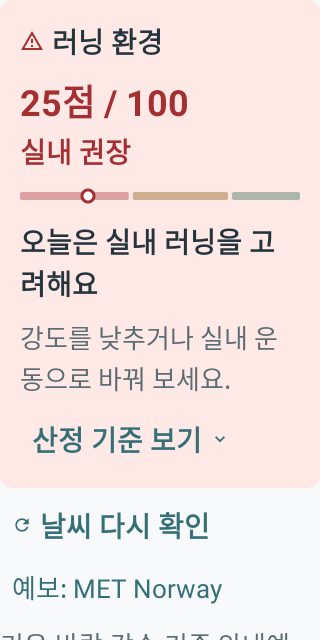 러닝 환경
25점 / 100
실내 권장
오늘은 실내 러닝을 고
려해요
강도를 낮추거나 실내 운
동으로 바꿔 보세요.
산정 기준 보기
날씨 다시 확인
예보: MET Norway